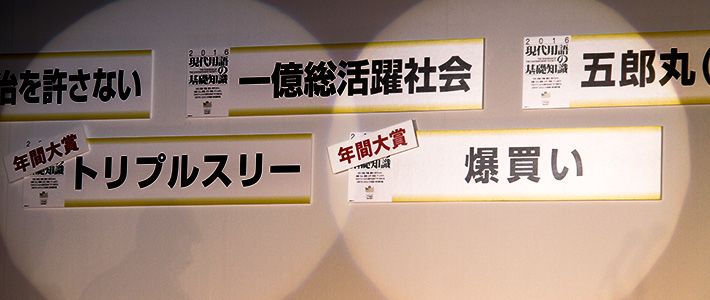 治を許さない
2016
現代用語の
基礎知識
一億総活躍社会
2016
現代用語の
基礎知識
五郎丸（
年間大賞
トリプルスリー
年間大賞
爆買い